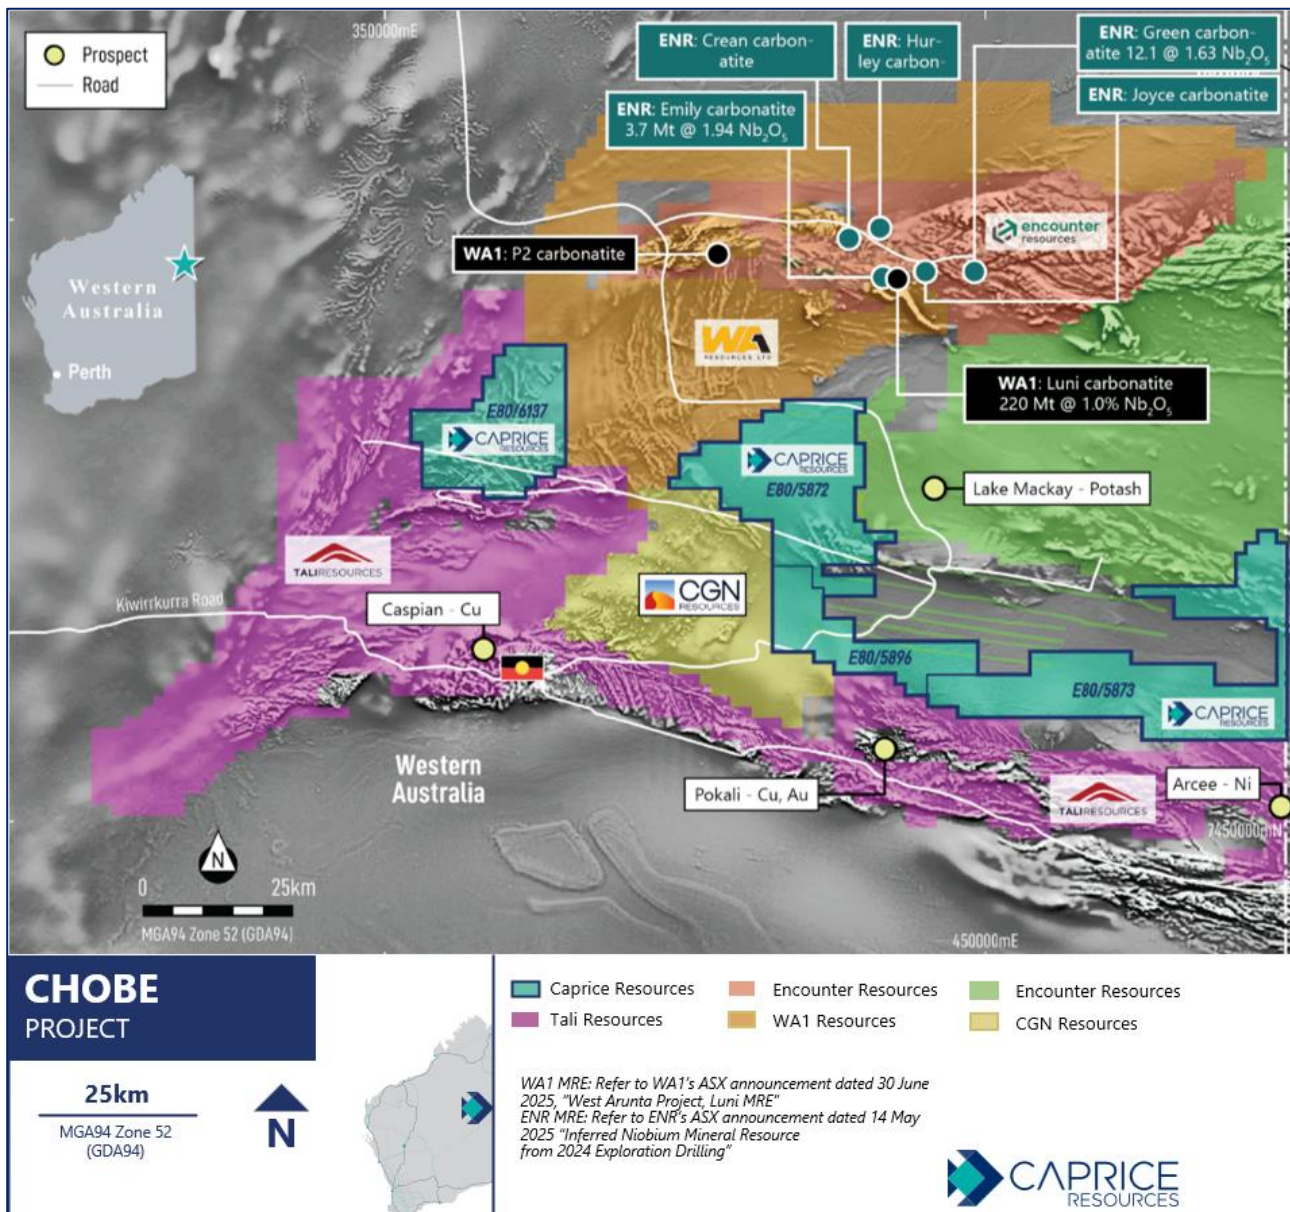 350000mE
Prospect
Road
ENR: Crean carbon-
atite
ENR: Hur-
ley carbon-
ENR: Green carbon-
atite 12.1 @ 1.63 Nb₂O₅
ENR: Emily carbonatite
3.7 Mt @ 1.94 Nb₂O₅
ENR: Joyce carbonatite
encounter
resources
WA1: P2 carbonatite
Western
Australia
Perth
WA
RESOURCES LTD
WA1: Luni carbonatite
220 Mt @ 1.0% Nb₂O₅
E80/6137
CAPRICE
RESOURCES
CAPRICE
RESOURCES
E80/5872
Lake Mackay - Potash
TALIRESOURCES
CGN
RESOURCES
Kiwirrkurra Road
Caspian - Cu
E80/5896
E80/5873
CAPRICE
RESOURCES
Western
Australia
Pokali - Cu, Au
Arcee - Ni
TALIRESOURCES
7450000mN
N
0 25km
MGA94 Zone 52 (GDA94)
450000mE
CHOBE
PROJECT
25km
MGA94 Zone 52
(GDA94)
N
Caprice Resources
Encounter Resources
Encounter Resources
Tali Resources
WA1 Resources
CGN Resources
WA1 MRE: Refer to WA1's ASX announcement dated 30 June
2025, "West Arunta Project, Luni MRE"
ENR MRE: Refer to ENR's ASX announcement dated 14 May
2025 "Inferred Niobium Mineral Resource
from 2024 Exploration Drilling"
CAPRICE
RESOURCES